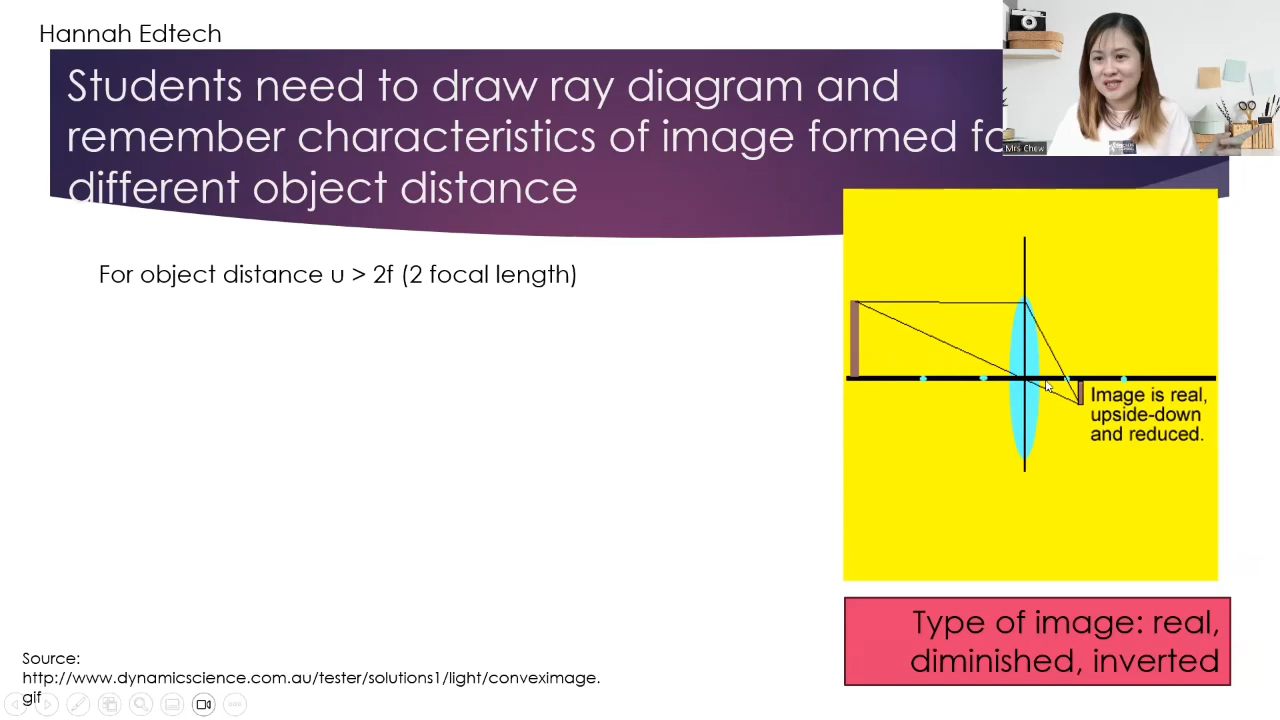 Hannah Edtech
Students need to draw ray diagram and
remember characteristics of image formed
different object distance
Mrs Chew
For object distance u > 2f (2 focal length)
Image is real,
upside-down
and reduced.
Type of image: real,
diminished, inverted
Source:
http://www.dynamicscience.com.au/tester/solutions1/light/conveximage.
gif